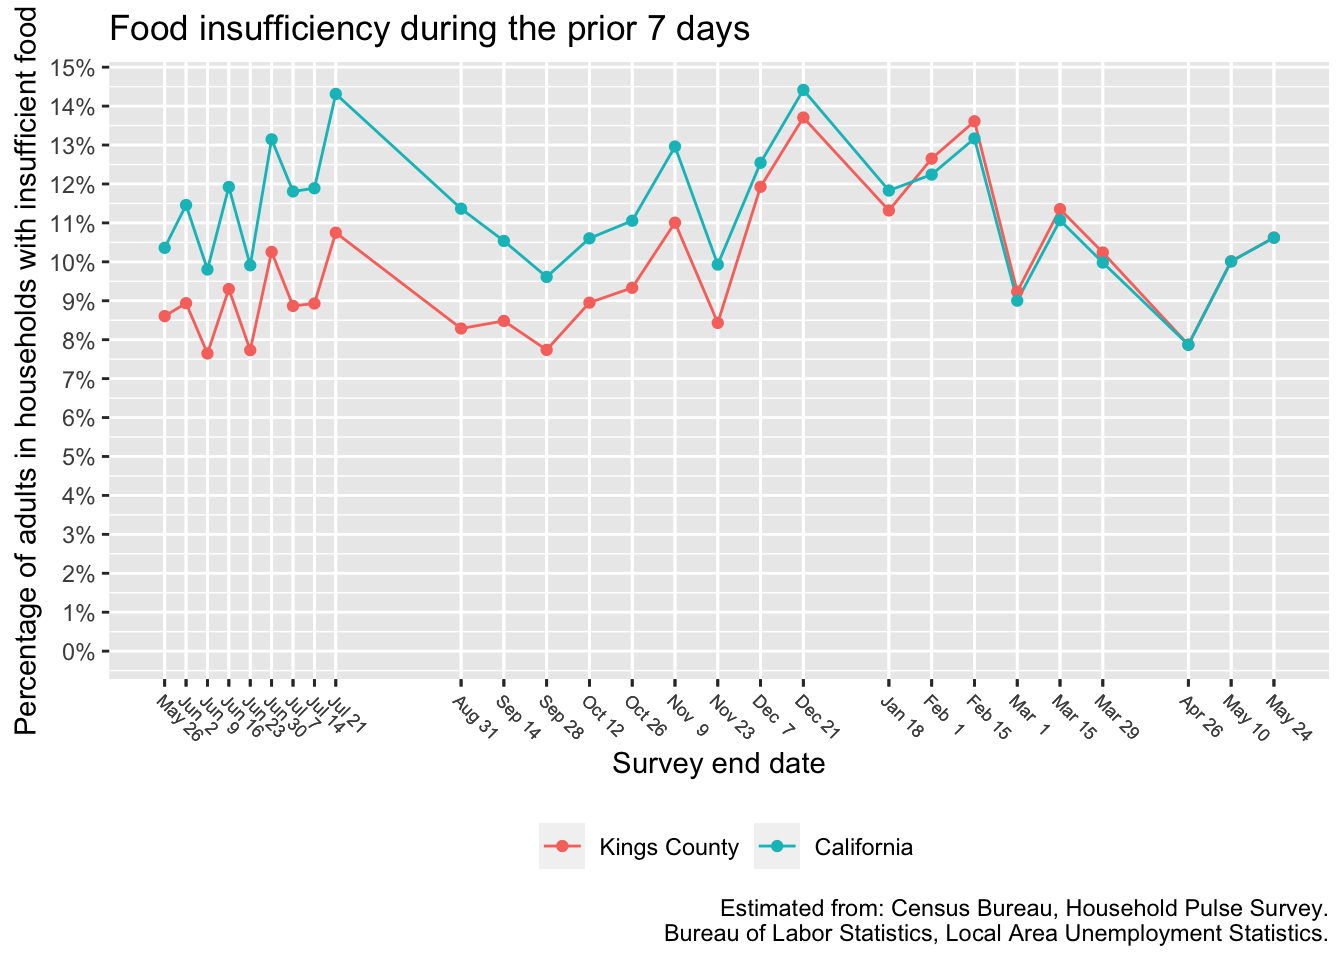 Food insufficiency during the prior 7 days
Percentage of adults in households with insufficient food
15%
14%
13%
12%
11%
10%
9%
8%
7%
6%
5%
4%
3%
2%
1%
0%
May 26
Jun 2
Jun 9
Jun 16
Jun 23
Jun 30
Jul 7
Jul 14
Jul 21
Aug 31
Sep 14
Sep 28
Oct 12
Oct 26
Nov 9
Nov 23
Dec 7
Dec 21
Jan 18
Feb 1
Feb 15
Mar 1
Mar 15
Mar 29
Apr 26
May 10
May 24
Survey end date
Kings County
California
Estimated from: Census Bureau, Household Pulse Survey.
Bureau of Labor Statistics, Local Area Unemployment Statistics.